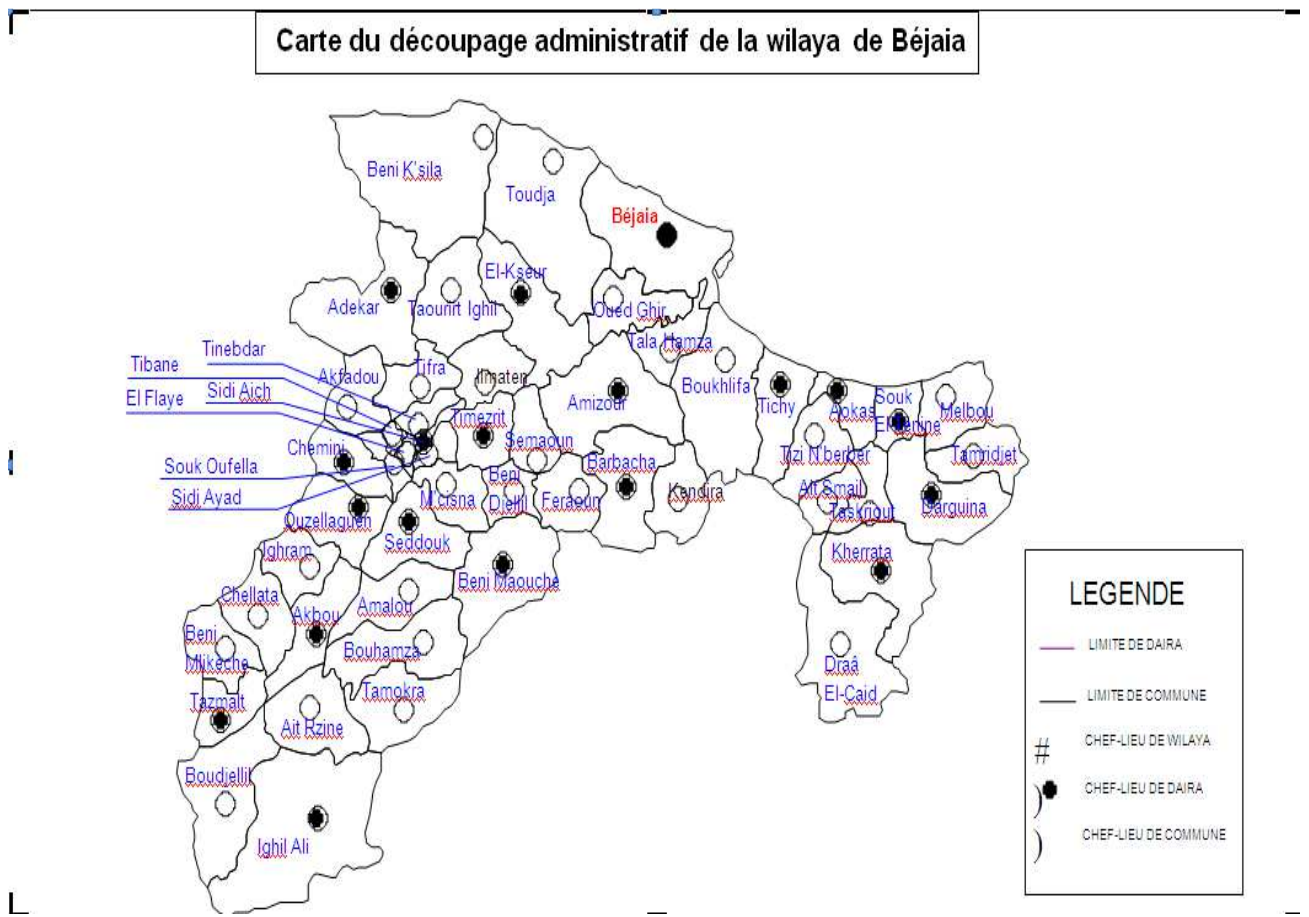 Carte du découpage administratif de la wilaya de Béjaia
Beni K'sila
Toudja
Béjaia
El-Kseur
Adekar
Taourirt Ighil
Oued Ghir
Tala Hamza
Tinebdar
Tibane
Akfadou
Tifra
Ilmaten
Sidi Aich
El Flaye
Boukhlifa
Amizour
Tichy
Aokas
Souk
El Tenine
Melbou
Timezrit
Semaoun
Chemini
Barbacha
Tizi N'berber
Tamridjet
Souk Oufella
Sidi Ayad
M'cisna
Beni
Djellil
Feraoun
Kendira
Ait Smail
Taskriout
Darguina
Ouzellaguen
Seddouk
Ighram
Beni Maouche
Kherrata
Chellata
Akbou
Amalou
Beni
Mlikeche
Bouhamza
Draâ
El-Caid
Tazmalt
Tamokra
Ait Rzine
Boudjellil
Ighil Ali
LEGENDE
LIMITE DE DAIRA
LIMITE DE COMMUNE
# CHEF-LIEU DE WILAYA
) CHEF-LIEU DE DAIRA
) CHEF-LIEU DE COMMUNE